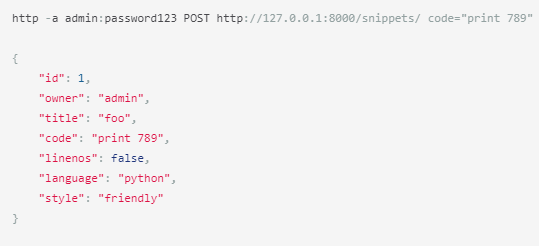 http -a admin:password123 POST http://127.0.0.1:8000/snippets/ code="print 789"
{
"id": 1,
"owner": "admin",
"title": "foo",
"code": "print 789",
"linenos": false,
"language": "python",
"style": "friendly"
}